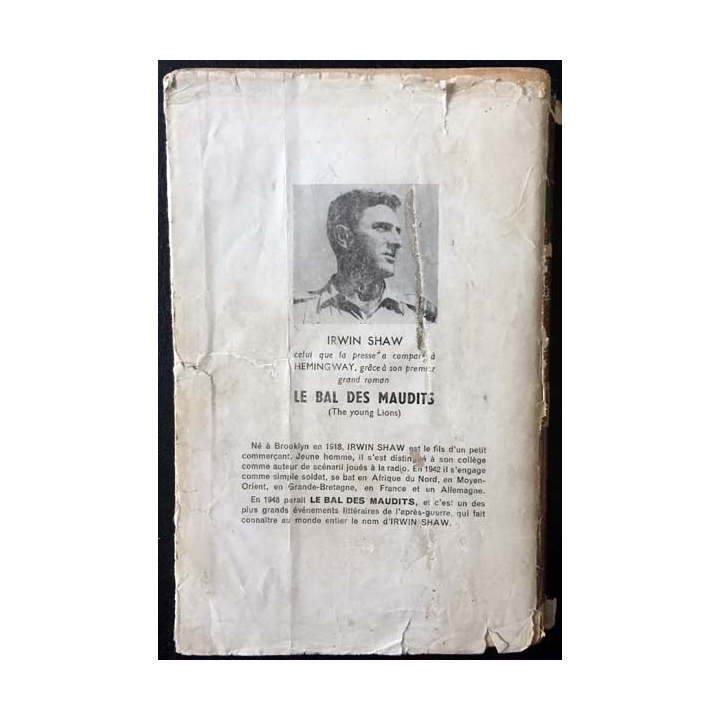 IRWIN SHAW
celui que la presse a comparé à
HEMINGWAY, grâce à son premier
grand roman
LE BAL DES MAUDITS
(The young Lions)
Né à Brooklyn en 1918, IRWIN SHAW est le fils d'un petit
commerçant. Jeune homme, il s'est distingué à son collège
comme auteur de scénarii joués à la radio. En 1942 il s'engage
comme simple soldat, se bat en Afrique du Nord, en Moyen-
Orient, en Grande-Bretagne, en France et en Allemagne.
En 1948 paraît LE BAL DES MAUDITS, et c'est un des
plus grands événements littéraires de l'après-guerre, qui fait
connaître au monde entier le nom d'IRWIN SHAW.